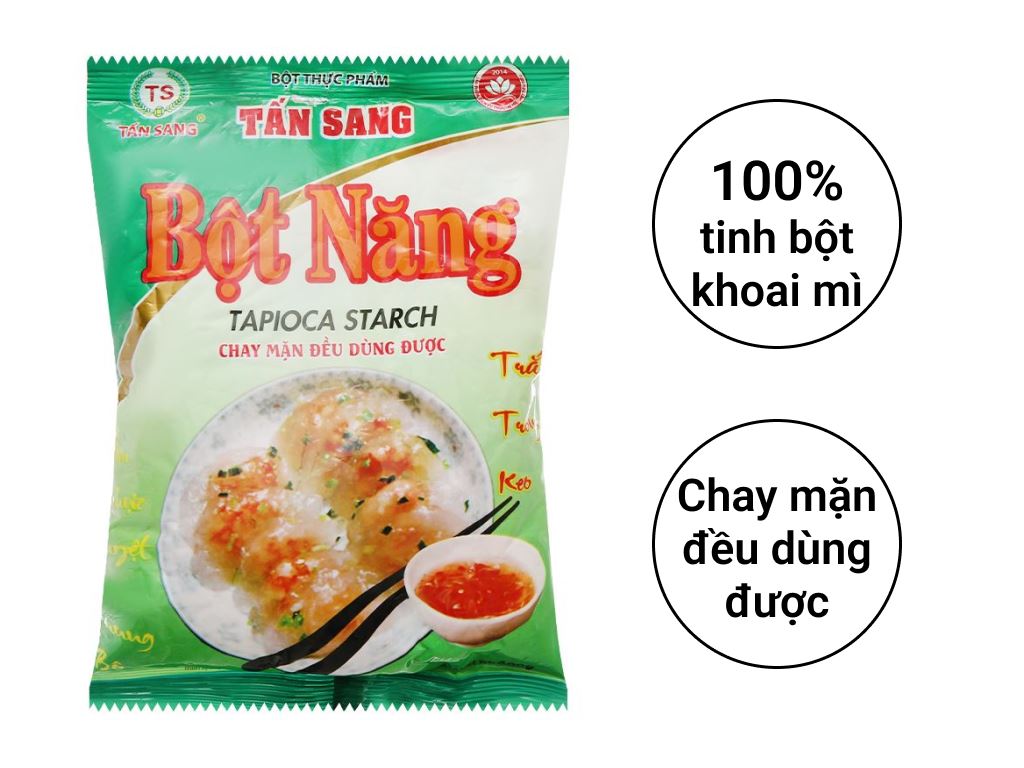 BỘT THỰC PHẨM
2014
TS
TẤN SANG
TẤN SANG
Bột Năng
TAPIOCA STARCH
CHAY MẶN ĐỀU DÙNG ĐƯỢC
Keo
100%
tinh bột
khoai mì
Chay mặn
đều dùng
được